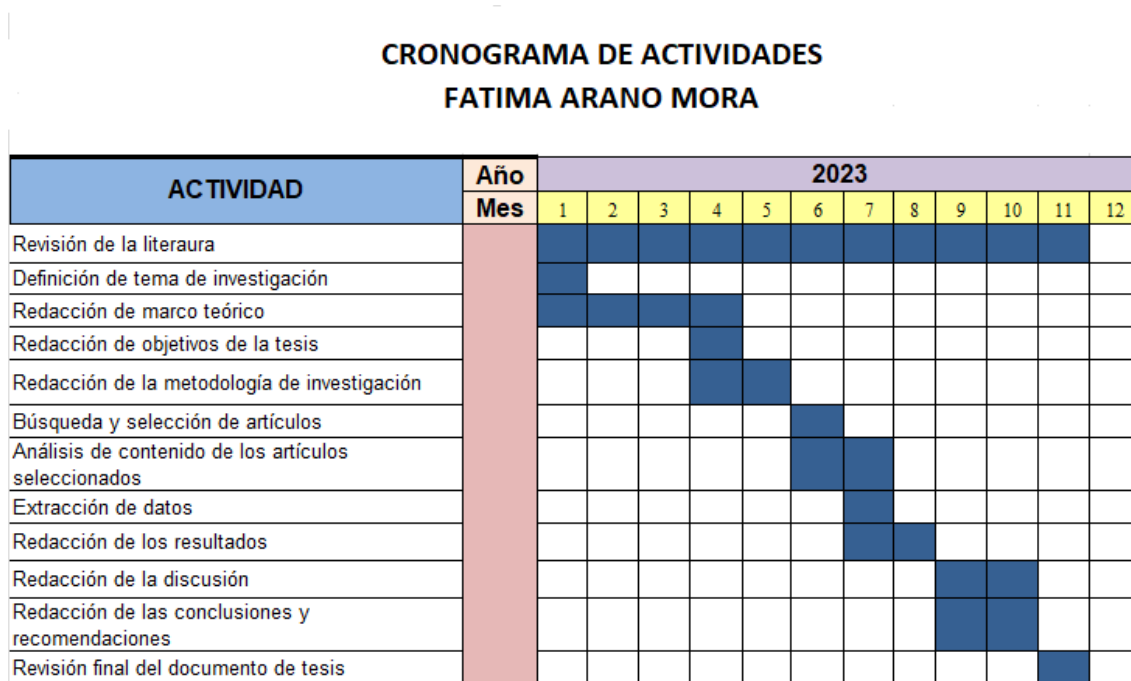 CRONOGRAMA DE ACTIVIDADES
FATIMA ARANO MORA
ACTIVIDAD Año 2023
Mes 1 2 3 4 5 6 7 8 9 10 11 12
Revisión de la literaura
Definición de tema de investigación
Redacción de marco teórico
Redacción de objetivos de la tesis
Redacción de la metodología de investigación
Búsqueda y selección de artículos
Análisis de contenido de los artículos
seleccionados
Extracción de datos
Redacción de los resultados
Redacción de la discusión
Redacción de las conclusiones y
recomendaciones
Revisión final del documento de tesis